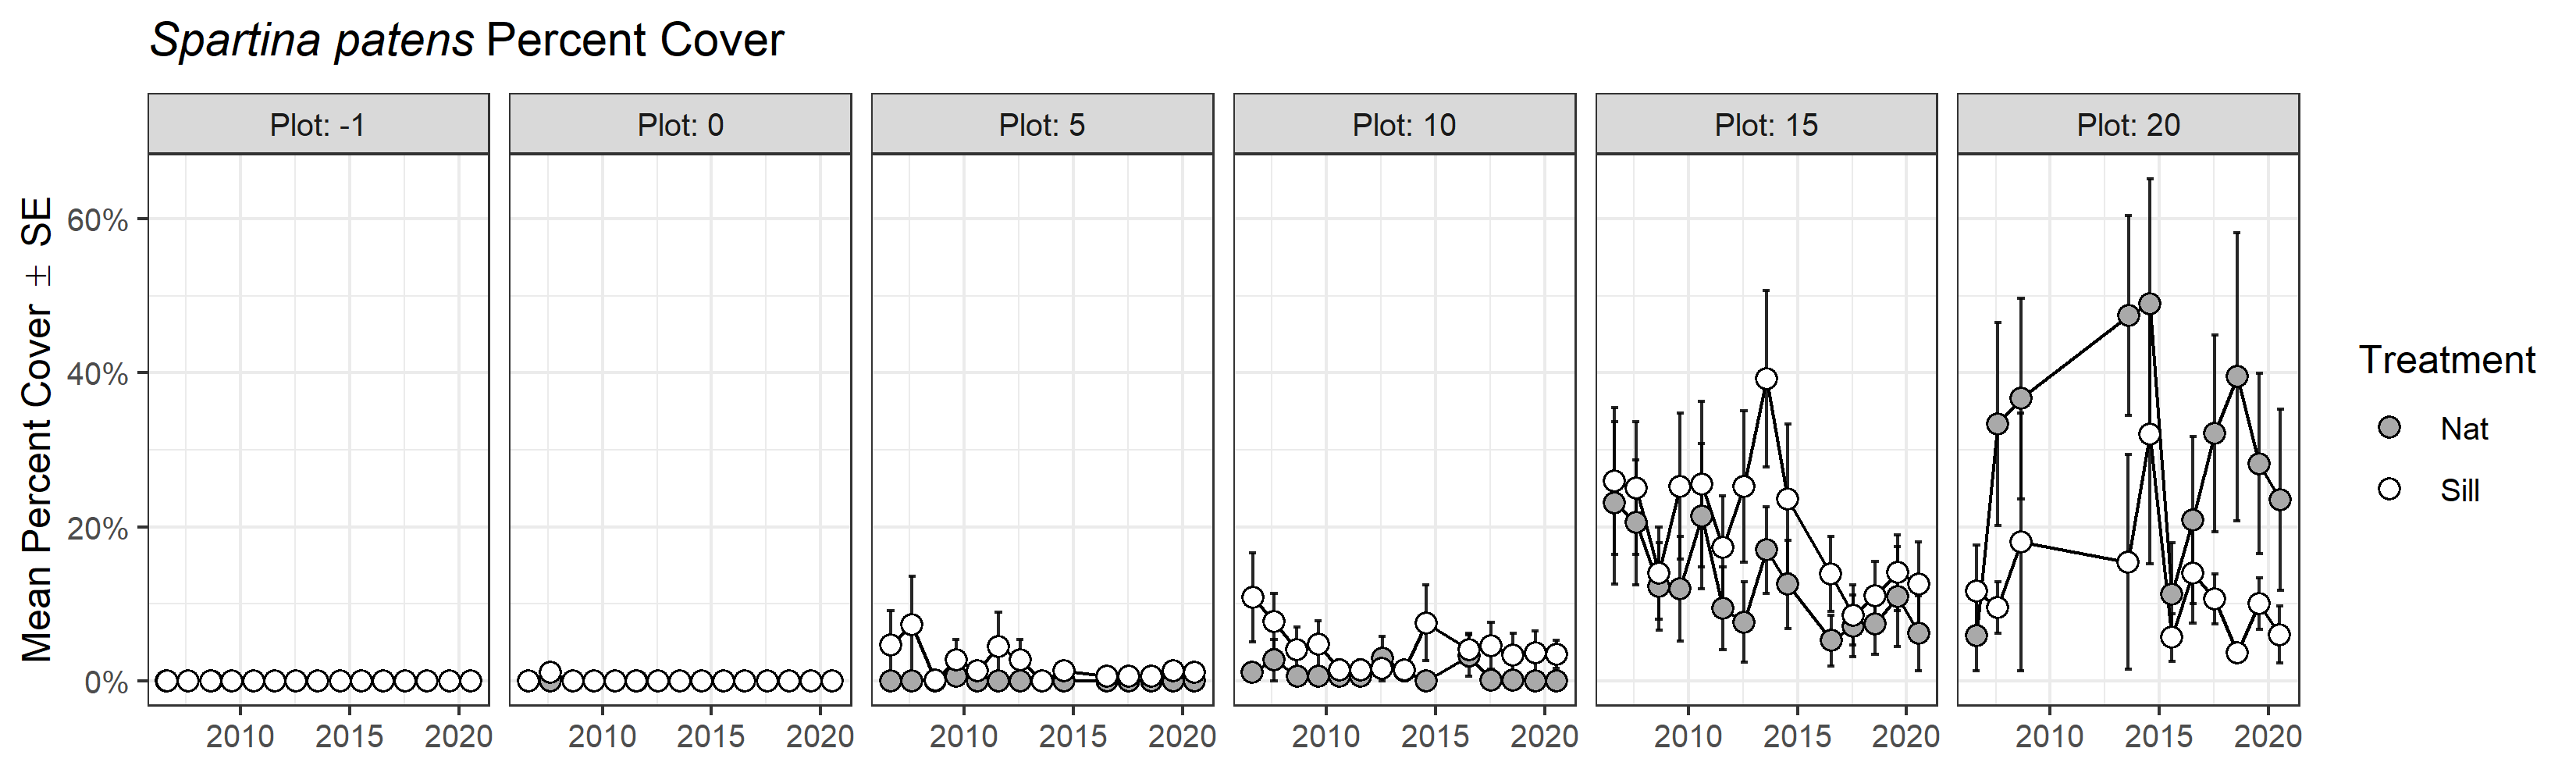 Spartina patens Percent Cover
Plot: -1 Plot: 0 Plot: 5 Plot: 10 Plot: 15 Plot: 20
Mean Percent Cover ± SE
60%
40%
20%
0%
2010 2015 2020 2010 2015 2020 2010 2015 2020 2010 2015 2020 2010 2015 2020 2010 2015 2020
Treatment
Nat
Sill